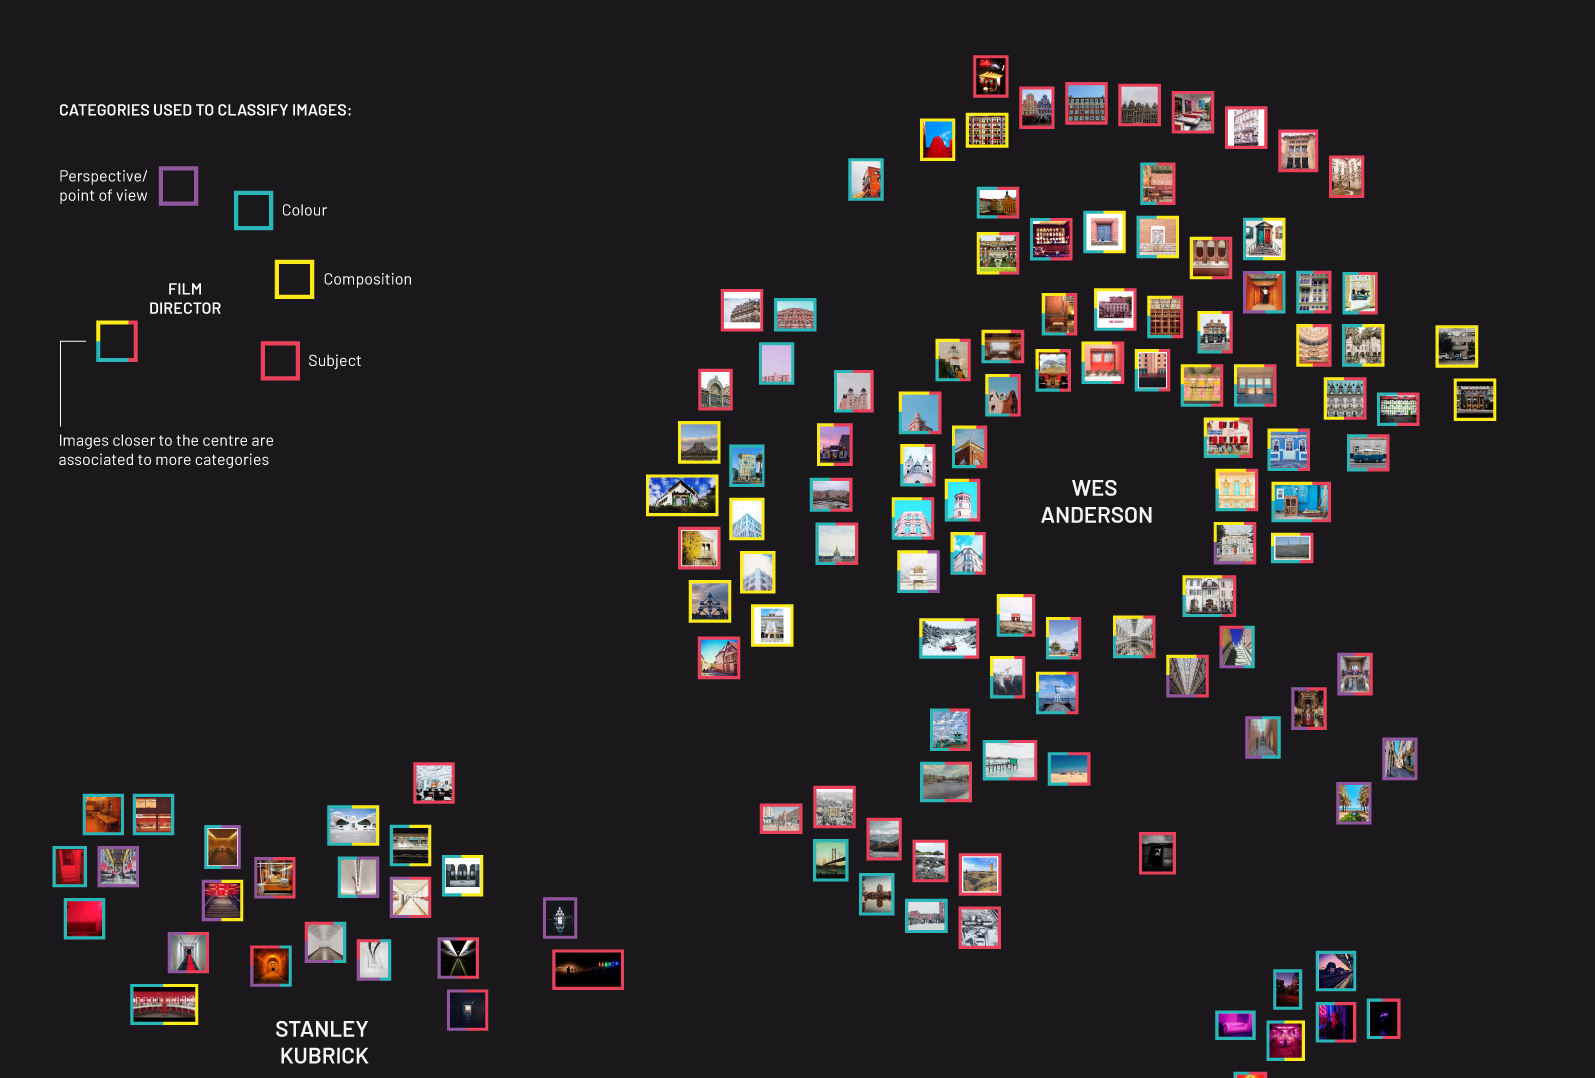 CATEGORIES USED TO CLASSIFY IMAGES:
Perspective/
point of view
Colour
Composition
FILM
DIRECTOR
Subject
Images closer to the centre are
associated to more categories
WES
ANDERSON
STANLEY
KUBRICK